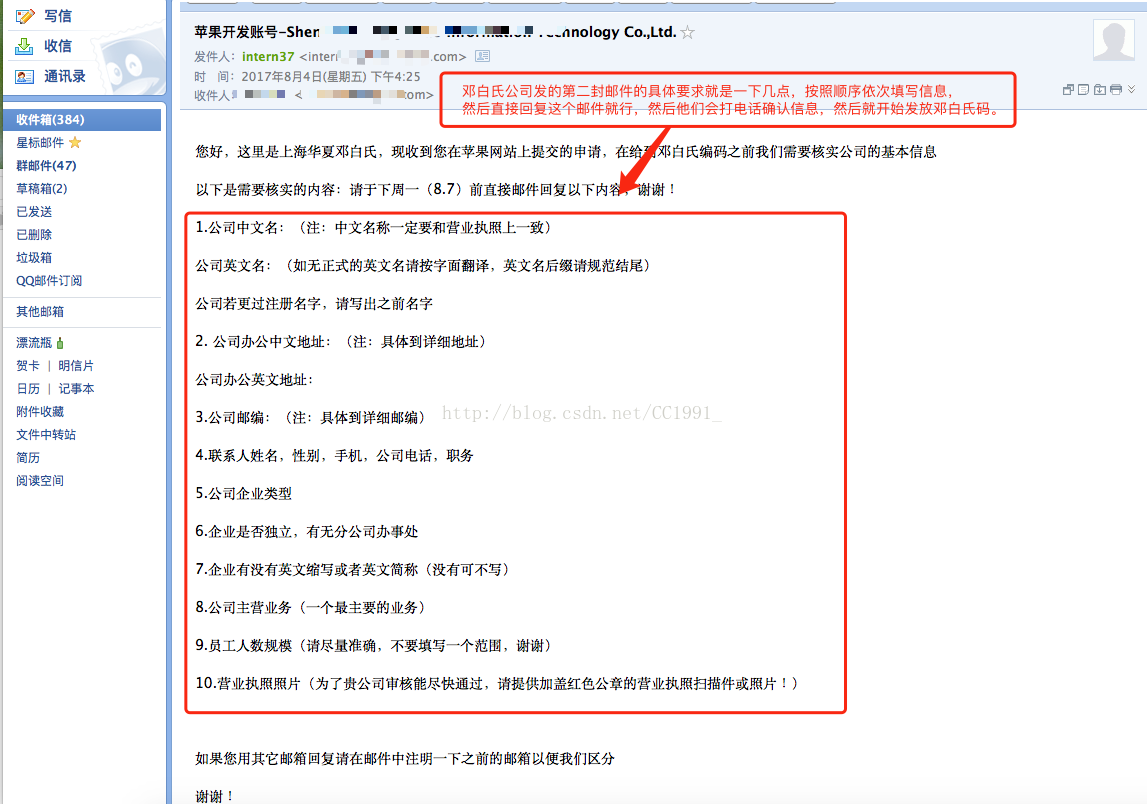 写信
收信
通讯录
收件箱(384)
星标邮件
群邮件(47)
草稿箱(2)
已发送
已删除
垃圾箱
QQ邮件订阅
其他邮箱
漂流瓶
贺卡 | 明信片
日历 | 记事本
附件收藏
文件中转站
简历
阅读空间
苹果开发账号-Shen Technology Co.,Ltd.
发件人：intern37 <inter .com>
时 间：2017年8月4日(星期五) 下午4:25
收件人： < com>
邓白氏公司发的第二封邮件的具体要求就是一下几点，按照顺序依次填写信息，
然后直接回复这个邮件就行，然后他们会打电话确认信息，然后就开始发放邓白氏码。
您好，这里是上海华夏邓白氏，现收到您在苹果网站上提交的申请，在给到邓白氏编码之前我们需要核实公司的基本信息
以下是需要核实的内容：请于下周一（8.7）前直接邮件回复以下内容，谢谢！
1.公司中文名：（注：中文名称一定要和营业执照上一致）
公司英文名：（如无正式的英文名请按字面翻译，英文名后缀请规范结尾）
公司若更过注册名字，请写出之前名字
2. 公司办公中文地址：（注：具体到详细地址）
公司办公英文地址：
3.公司邮编：（注：具体到详细邮编）
http://blog.csdn.net/CC1991_
4.联系人姓名，性别，手机，公司电话，职务
5.公司企业类型
6.企业是否独立，有无分公司办事处
7.企业有没有英文缩写或者英文简称（没有可不写）
8.公司主营业务（一个最主要的业务）
9.员工人数规模（请尽量准确，不要填写一个范围，谢谢）
10.营业执照照片（为了贵公司审核能尽快通过，请提供加盖红色公章的营业执照扫描件或照片！）
如果您用其它邮箱回复请在邮件中注明一下之前的邮箱以便我们区分
谢谢！